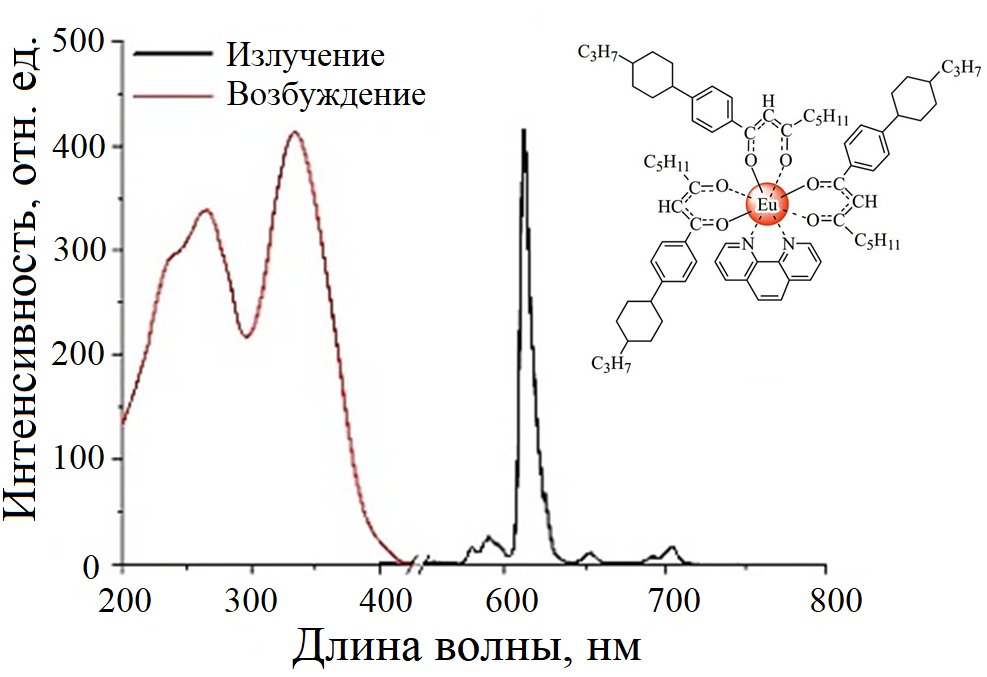 Интенсивность, отн. ед.
500
400
300
200
100
0
Излучение
Возбуждение
C₃H₇
C₃H₇
H
C C
C₅H₁₁
O O
C₅H₁₁
C O
O C
HC
Eu
CH
C O
O C
C₅H₁₁
N N
C₃H₇
200 300 400 600 700 800
Длина волны, нм